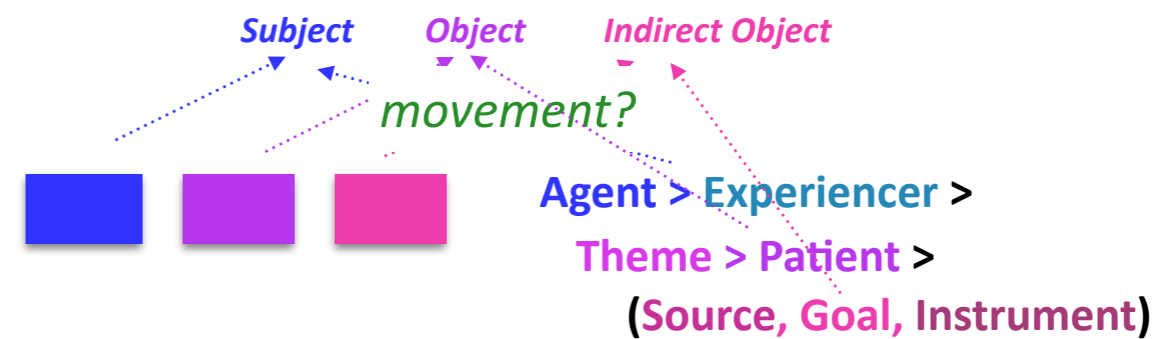 Subject Object Indirect Object
movement?
Agent > Experiencer >
Theme > Patient >
(Source, Goal, Instrument)